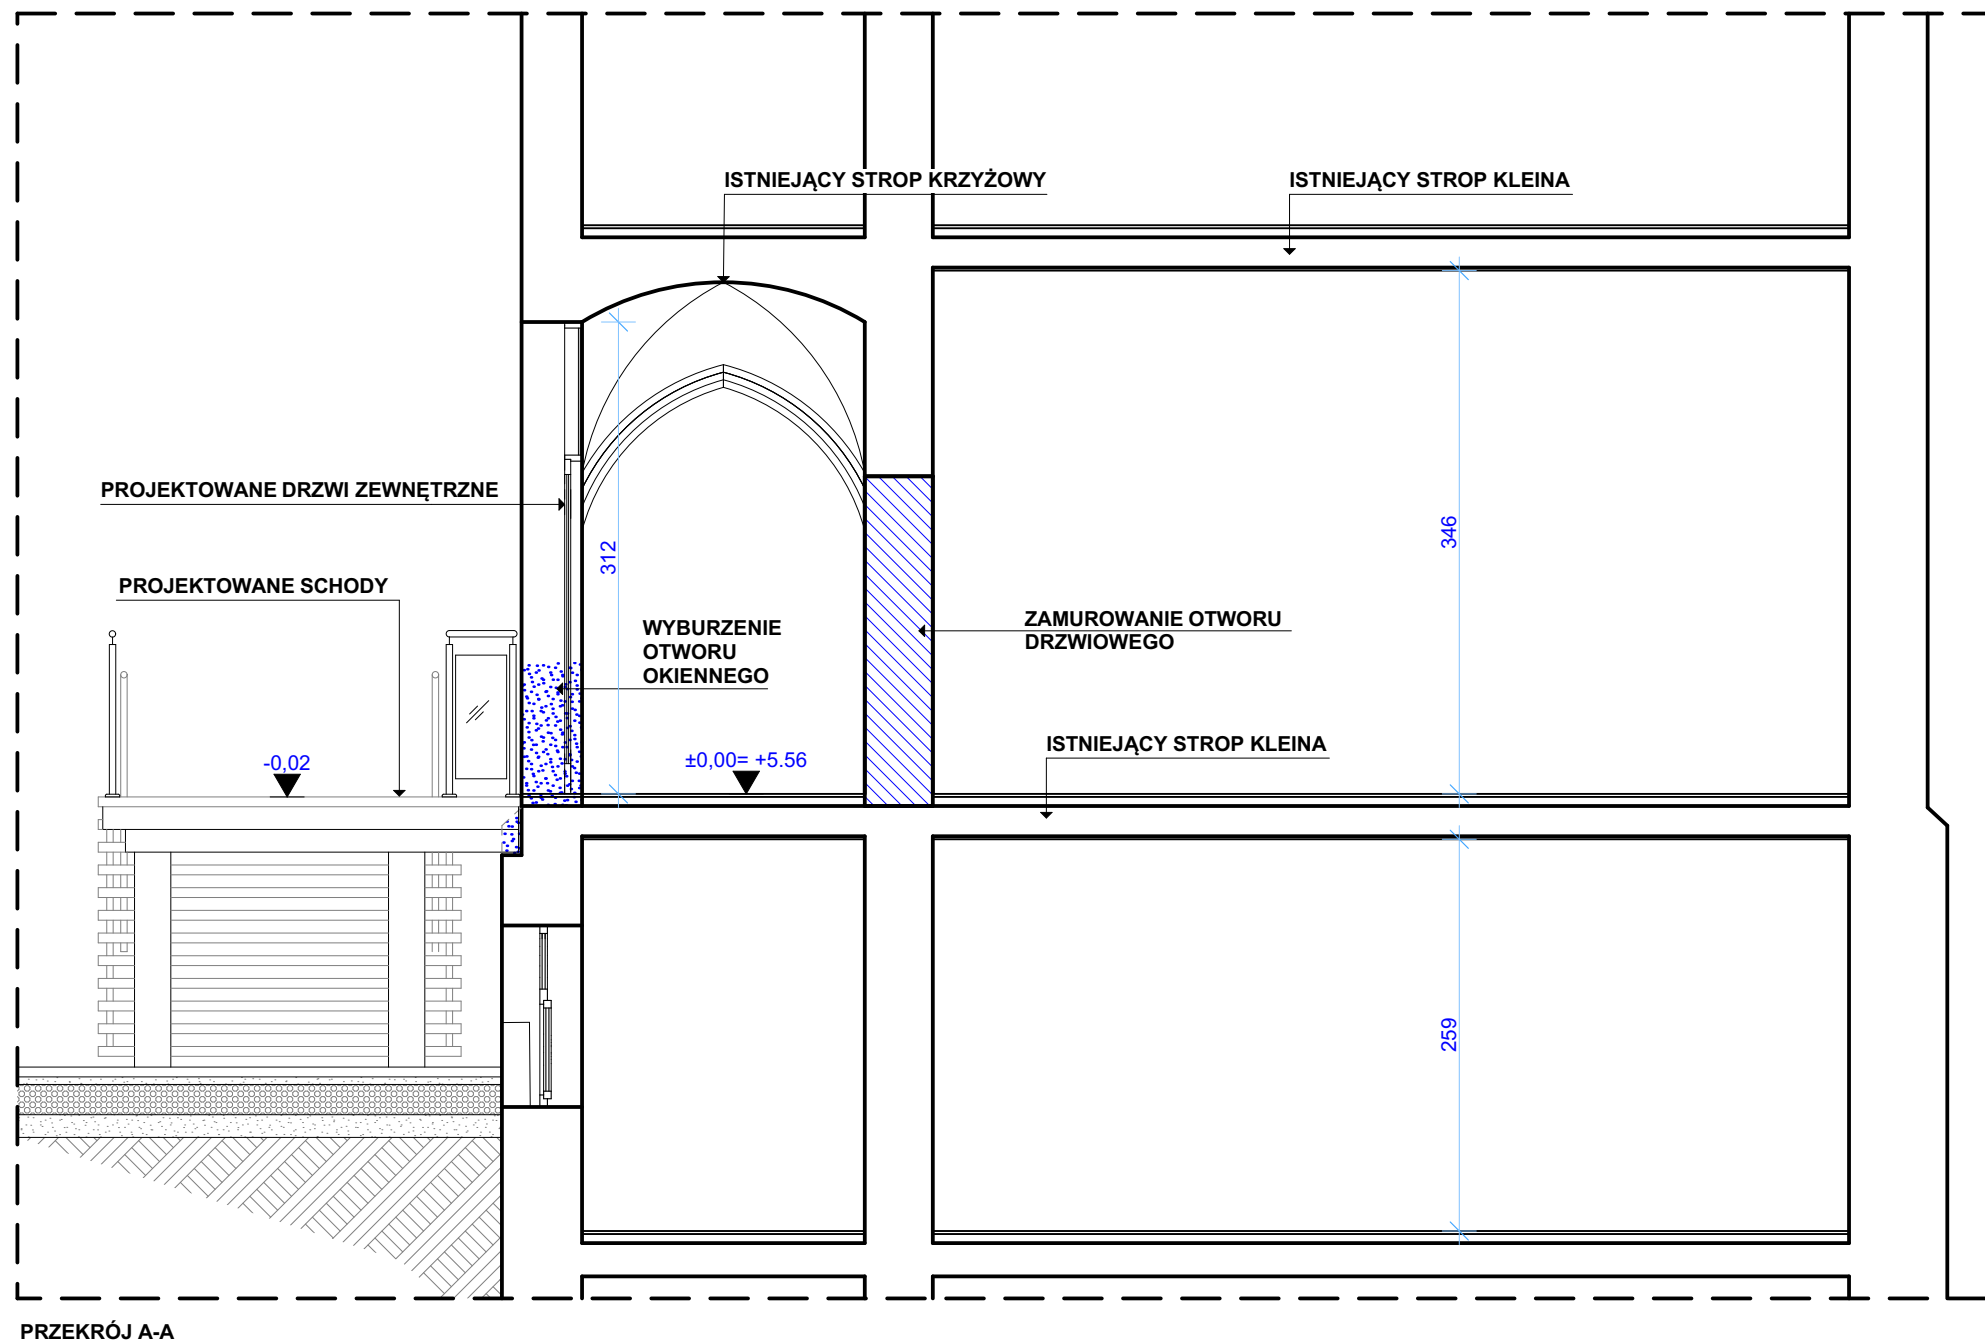 ISTNIEJĄCY STROP KRZYŻOWY
ISTNIEJĄCY STROP KLEINA
PROJEKTOWANE DRZWI ZEWNĘTRZNE
312
346
PROJEKTOWANE SCHODY
WYBURZENIE
OTWORU
OKIENNEGO
ZAMUROWANIE OTWORU
DRZWIOWEGO
-0,02
±0,00= +5.56
ISTNIEJĄCY STROP KLEINA
259
PRZEKRÓJ A-A